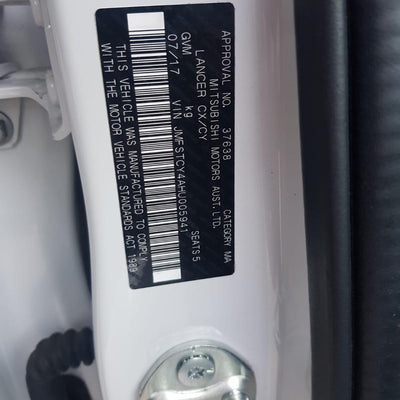 APPROVAL NO. 37638 CATEGORY MA
MITSUBISHI MOTORS AUST. LTD.
LANCER CX/CY
GVM kg SEATS 5
07/17 VIN JMFSTCY4AHU005941
THIS VEHICLE WAS MANUFACTURED TO COMPLY
WITH THE MOTOR VEHICLE STANDARDS ACT 1989